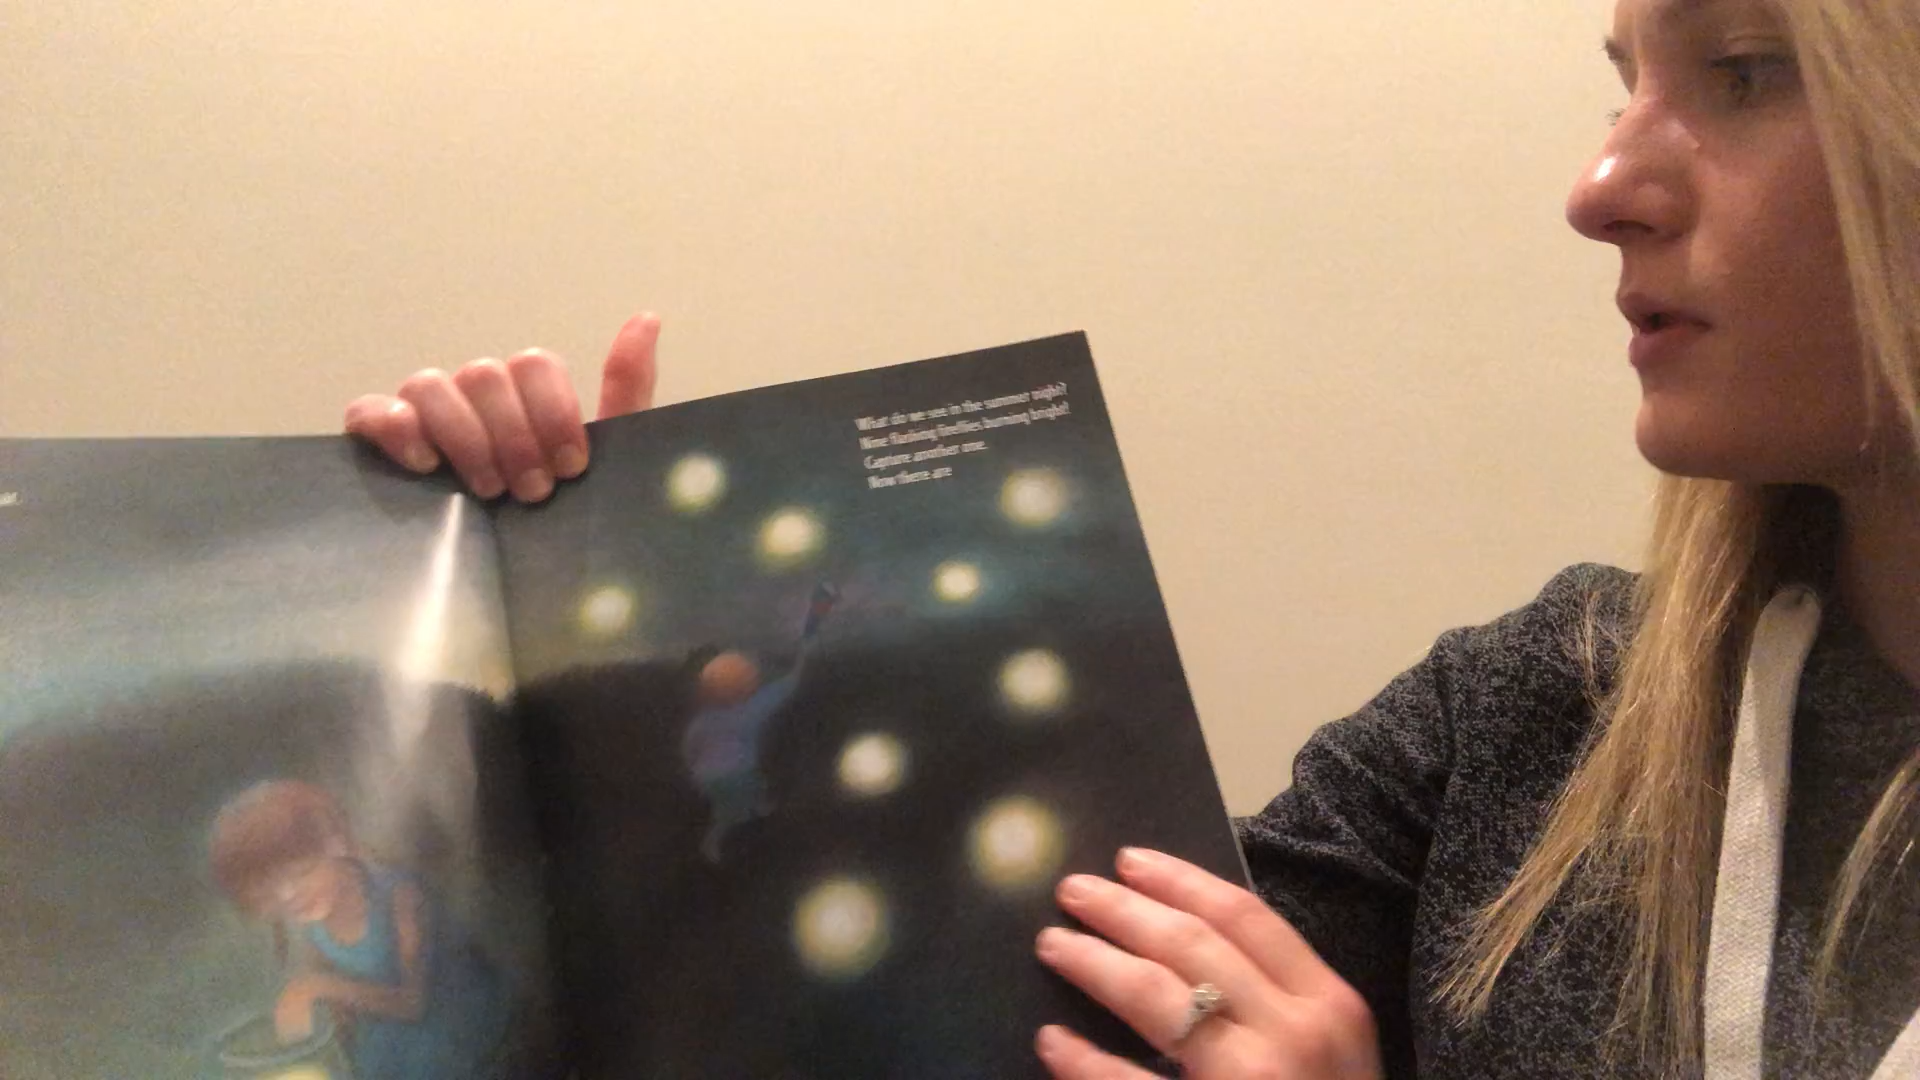 What do we see in the summer night?
Nine flashing fireflies burning bright!
Capture another one.
Now there are